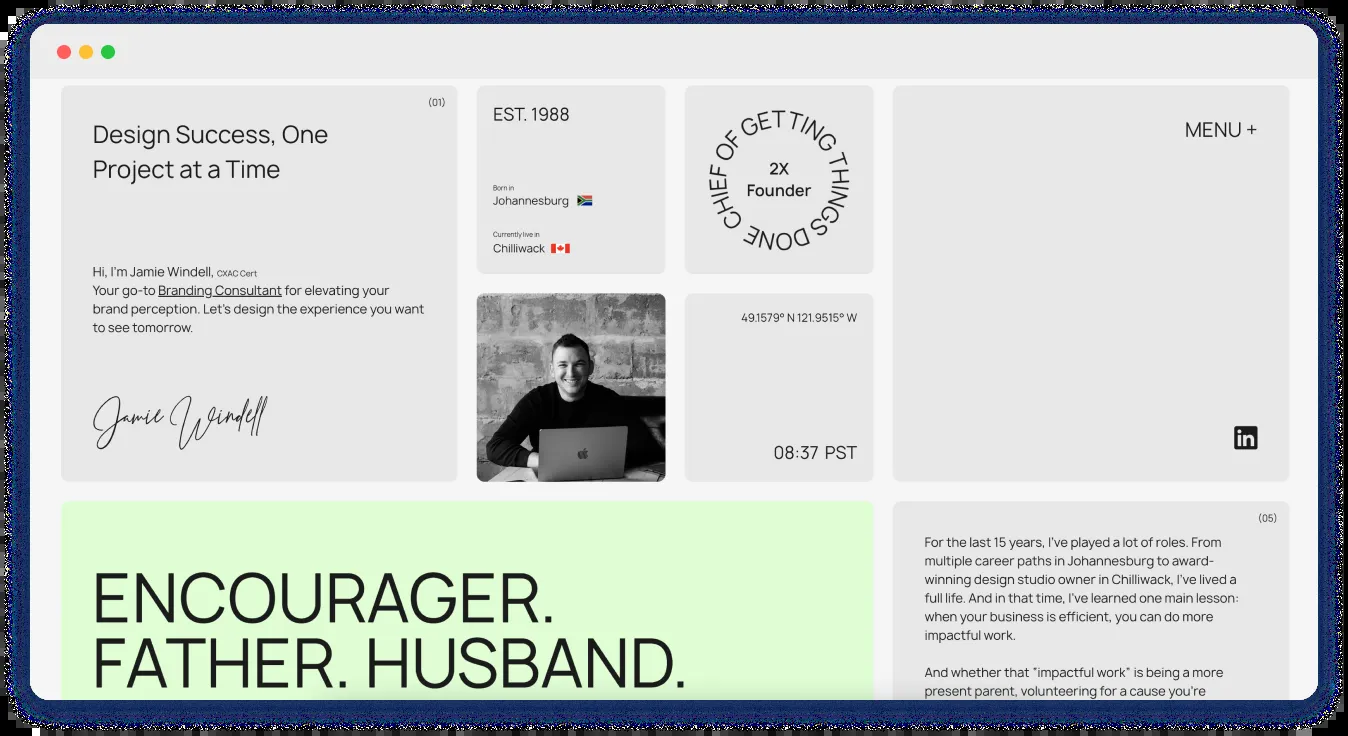 (01)
Design Success, One
Project at a Time
Hi, I'm Jamie Windell, CXAC Cert
Your go-to Branding Consultant for elevating your
brand perception. Let's design the experience you want
to see tomorrow.
Jamie Windell
EST. 1988
Born in
Johannesburg
Currently live in
Chilliwack
CHIEF OF GETTING THINGS DONE
2X
Founder
49.1579° N 121.9515° W
08:37 PST
MENU +
in
ENCOURAGER.
FATHER. HUSBAND.
(05)
For the last 15 years, I've played a lot of roles. From
multiple career paths in Johannesburg to award-
winning design studio owner in Chilliwack, I've lived a
full life. And in that time, I've learned one main lesson:
when your business is efficient, you can do more
impactful work.
And whether that "impactful work" is being a more
present parent, volunteering for a cause you're